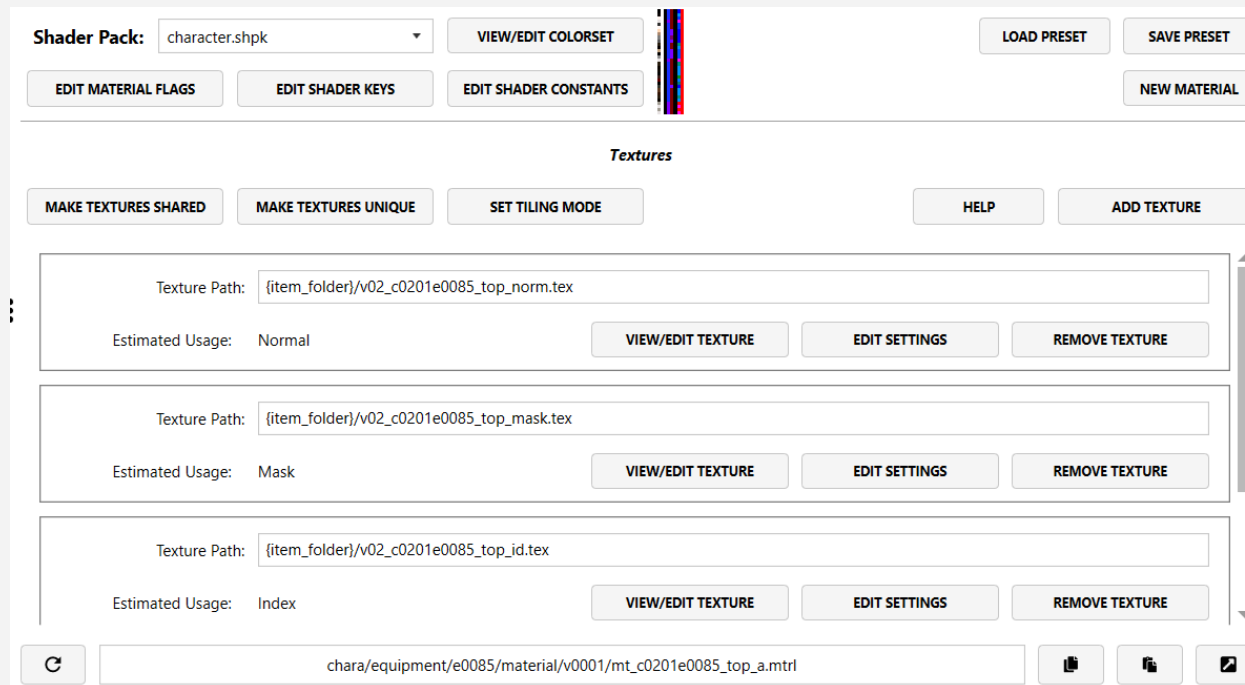 Shader Pack: character.shpk VIEW/EDIT COLORSET LOAD PRESET SAVE PRESET
EDIT MATERIAL FLAGS EDIT SHADER KEYS EDIT SHADER CONSTANTS NEW MATERIAL
Textures
MAKE TEXTURES SHARED MAKE TEXTURES UNIQUE SET TILING MODE HELP ADD TEXTURE
Texture Path: {item_folder}/v02_c0201e0085_top_norm.tex
Estimated Usage: Normal VIEW/EDIT TEXTURE EDIT SETTINGS REMOVE TEXTURE
Texture Path: {item_folder}/v02_c0201e0085_top_mask.tex
Estimated Usage: Mask VIEW/EDIT TEXTURE EDIT SETTINGS REMOVE TEXTURE
Texture Path: {item_folder}/v02_c0201e0085_top_id.tex
Estimated Usage: Index VIEW/EDIT TEXTURE EDIT SETTINGS REMOVE TEXTURE
chara/equipment/e0085/material/v0001/mt_c0201e0085_top_a.mtrl